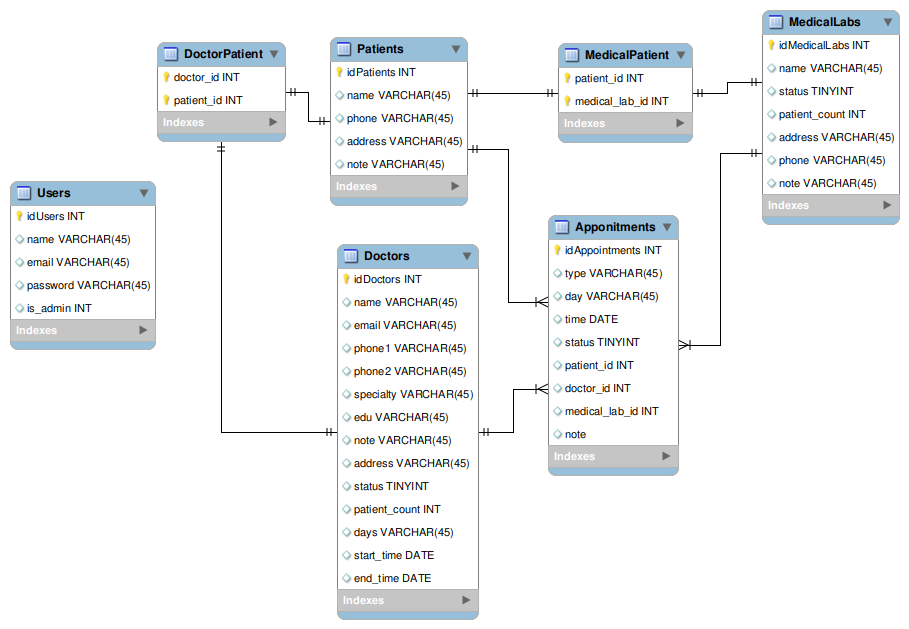 DoctorPatient
doctor_id INT
patient_id INT
Indexes
Patients
idPatients INT
name VARCHAR(45)
phone VARCHAR(45)
address VARCHAR(45)
note VARCHAR(45)
Indexes
MedicalPatient
patient_id INT
medical_lab_id INT
Indexes
MedicalLabs
idMedicalLabs INT
name VARCHAR(45)
status TINYINT
patient_count INT
address VARCHAR(45)
phone VARCHAR(45)
note VARCHAR(45)
Indexes
Users
idUsers INT
name VARCHAR(45)
email VARCHAR(45)
password VARCHAR(45)
is_admin INT
Indexes
Doctors
idDoctors INT
name VARCHAR(45)
email VARCHAR(45)
phone1 VARCHAR(45)
phone2 VARCHAR(45)
specialty VARCHAR(45)
edu VARCHAR(45)
note VARCHAR(45)
address VARCHAR(45)
status TINYINT
patient_count INT
days VARCHAR(45)
start_time DATE
end_time DATE
Indexes
Apponitments
idAppointments INT
type VARCHAR(45)
day VARCHAR(45)
time DATE
status TINYINT
patient_id INT
doctor_id INT
medical_lab_id INT
note
Indexes